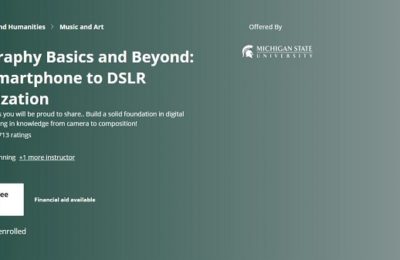 nd Humanities > Music and Art
Offered By
MICHIGAN STATE
UNIVERSITY
raphy Basics and Beyond:
martphone to DSLR
zation
s you will be proud to share.. Build a solid foundation in digital
ing in knowledge from camera to composition!
713 ratings
nning +1 more instructor
ee
Financial aid available
enrolled